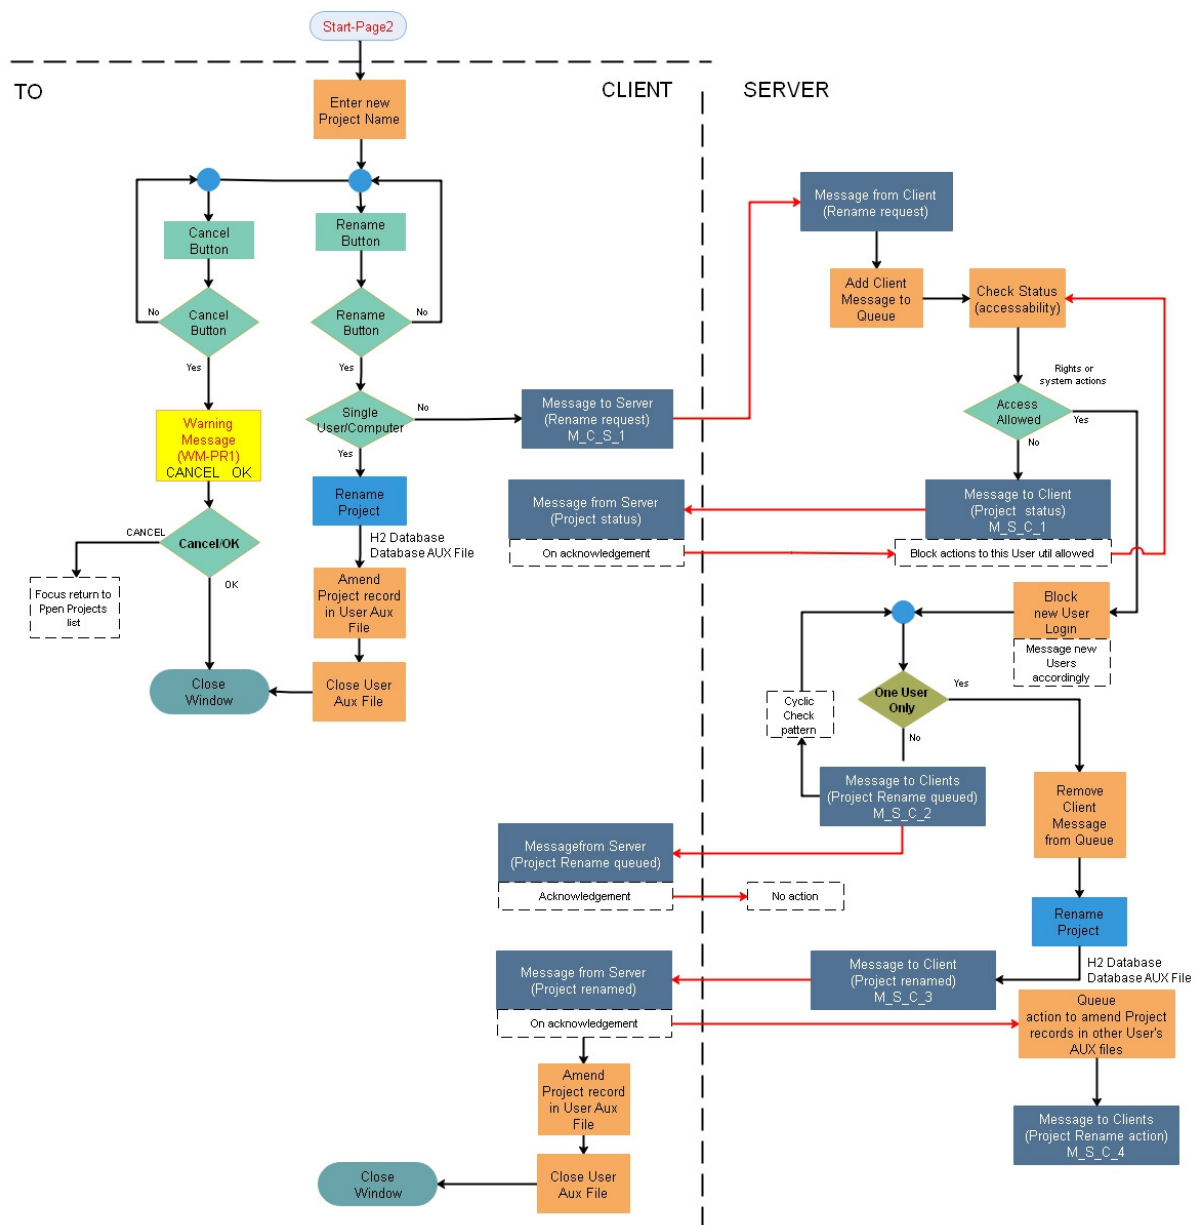 Start-Page2
TO
CLIENT
SERVER
Enter new
Project Name
Cancel
Button
Rename
Button
No
Cancel
Button
Rename
Button
No
Yes
Yes
Warning
Message
(WM-PR1)
CANCEL OK
Single
User/Computer
No
Yes
Message to Server
(Rename request)
M_C_S_1
Rename
Project
H2 Database
Database AUX File
CANCEL
Cancel/OK
OK
Focus return to
Ppen Projects
list
Amend
Project record
in User Aux
File
Close
Window
Close User
Aux File
Message from Client
(Rename request)
Add Client
Message to
Queue
Check Status
(accessability)
Rights or
system actions
Access
Allowed
Yes
No
Message to Client
(Project status)
M_S_C_1
Message from Server
(Project status)
On acknowledgement
Block actions to this User util allowed
Block
new User
Login
Message new
Users
accordingly
One User
Only
Yes
No
Cyclic
Check
pattern
Message to Clients
(Project Rename queued)
M_S_C_2
Remove
Client
Message
from Queue
Messagefrom Server
(Project Rename queued)
Acknowledgement
No action
Rename
Project
H2 Database
Database AUX File
Message to Client
(Project renamed)
M_S_C_3
Message from Server
(Project renamed)
On acknowledgement
Queue
action to amend Project
records in other User's
AUX files
Amend
Project record
in User Aux
File
Message to Clients
(Project Rename action)
M_S_C_4
Close
Window
Close User
Aux File